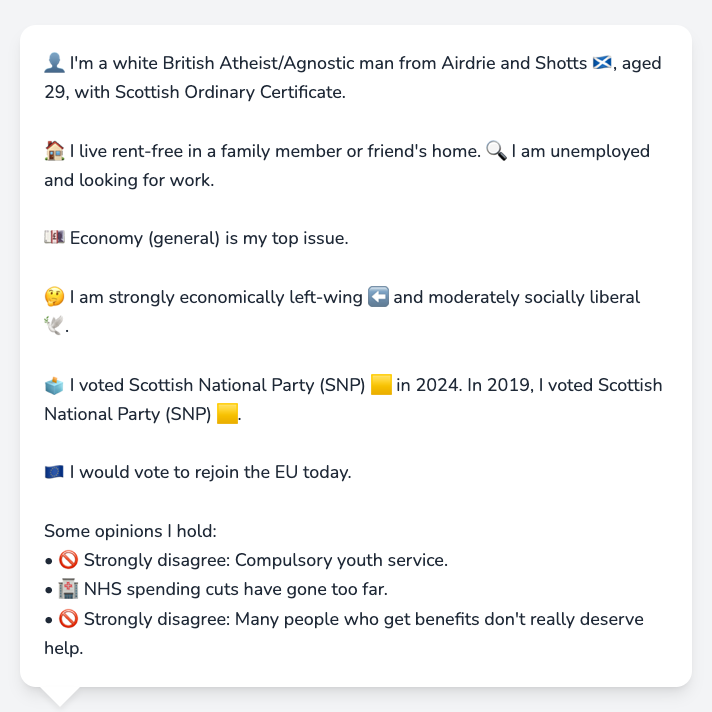 👤 I'm a white British Atheist/Agnostic man from Airdrie and Shotts 🏴󠁧󠁢󠁳󠁣󠁴󠁿, aged
29, with Scottish Ordinary Certificate.
🏠 I live rent-free in a family member or friend's home. 🔍 I am unemployed
and looking for work.
💷 Economy (general) is my top issue.
🤔 I am strongly economically left-wing ⬅️ and moderately socially liberal
🕊️.
🗳️ I voted Scottish National Party (SNP) 🟨 in 2024. In 2019, I voted Scottish
National Party (SNP) 🟨.
🇪🇺 I would vote to rejoin the EU today.
Some opinions I hold:
• 🚫 Strongly disagree: Compulsory youth service.
• 🏥 NHS spending cuts have gone too far.
• 🚫 Strongly disagree: Many people who get benefits don't really deserve
help.